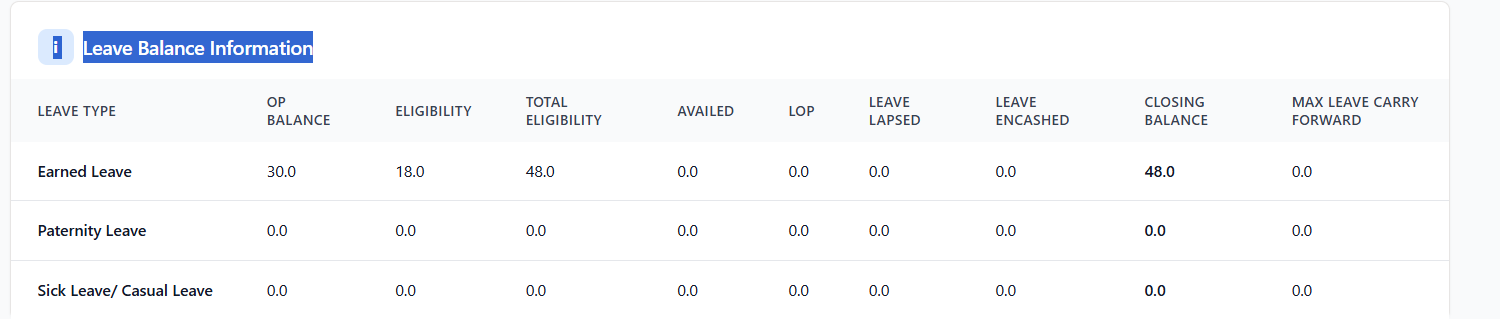 i Leave Balance Information
LEAVE TYPE OP BALANCE ELIGIBILITY TOTAL ELIGIBILITY AVAILED LOP LEAVE LAPSED LEAVE ENCASHED CLOSING BALANCE MAX LEAVE CARRY FORWARD
Earned Leave 30.0 18.0 48.0 0.0 0.0 0.0 0.0 48.0 0.0
Paternity Leave 0.0 0.0 0.0 0.0 0.0 0.0 0.0 0.0 0.0
Sick Leave/ Casual Leave 0.0 0.0 0.0 0.0 0.0 0.0 0.0 0.0 0.0